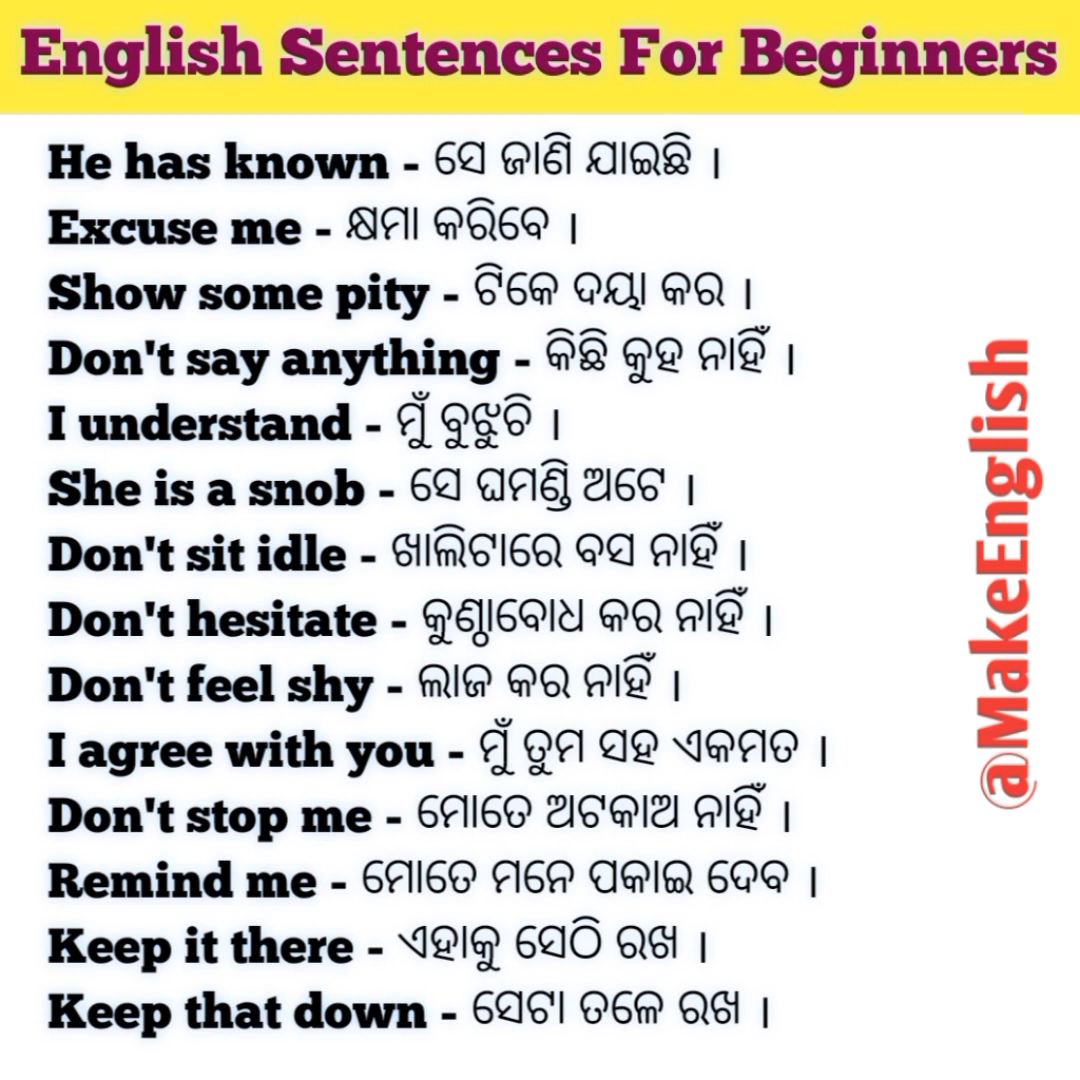 English Sentences For Beginners
He has known - ସେ ଜାଣି ଯାଇଛି ।
Excuse me - କ୍ଷମା କରିବେ ।
Show some pity - ଟିକେ ଦୟା କର ।
Don't say anything - କିଛି କୁହ ନାହିଁ ।
I understand - ମୁଁ ବୁଝୁଚି ।
She is a snob - ସେ ଘମଣ୍ଡି ଅଟେ ।
Don't sit idle - ଖାଲିଟାରେ ବସ ନାହିଁ ।
Don't hesitate - କୁଣ୍ଠାବୋଧ କର ନାହିଁ ।
Don't feel shy - ଲାଜ କର ନାହିଁ ।
I agree with you - ମୁଁ ତୁମ ସହ ଏକମତ ।
Don't stop me - ମୋତେ ଅଟକାଅ ନାହିଁ ।
Remind me - ମୋତେ ମନେ ପକାଇ ଦେବ ।
Keep it there - ଏହାକୁ ସେଠି ରଖ ।
Keep that down - ସେଟା ତଳେ ରଖ ।
@MakeEnglish